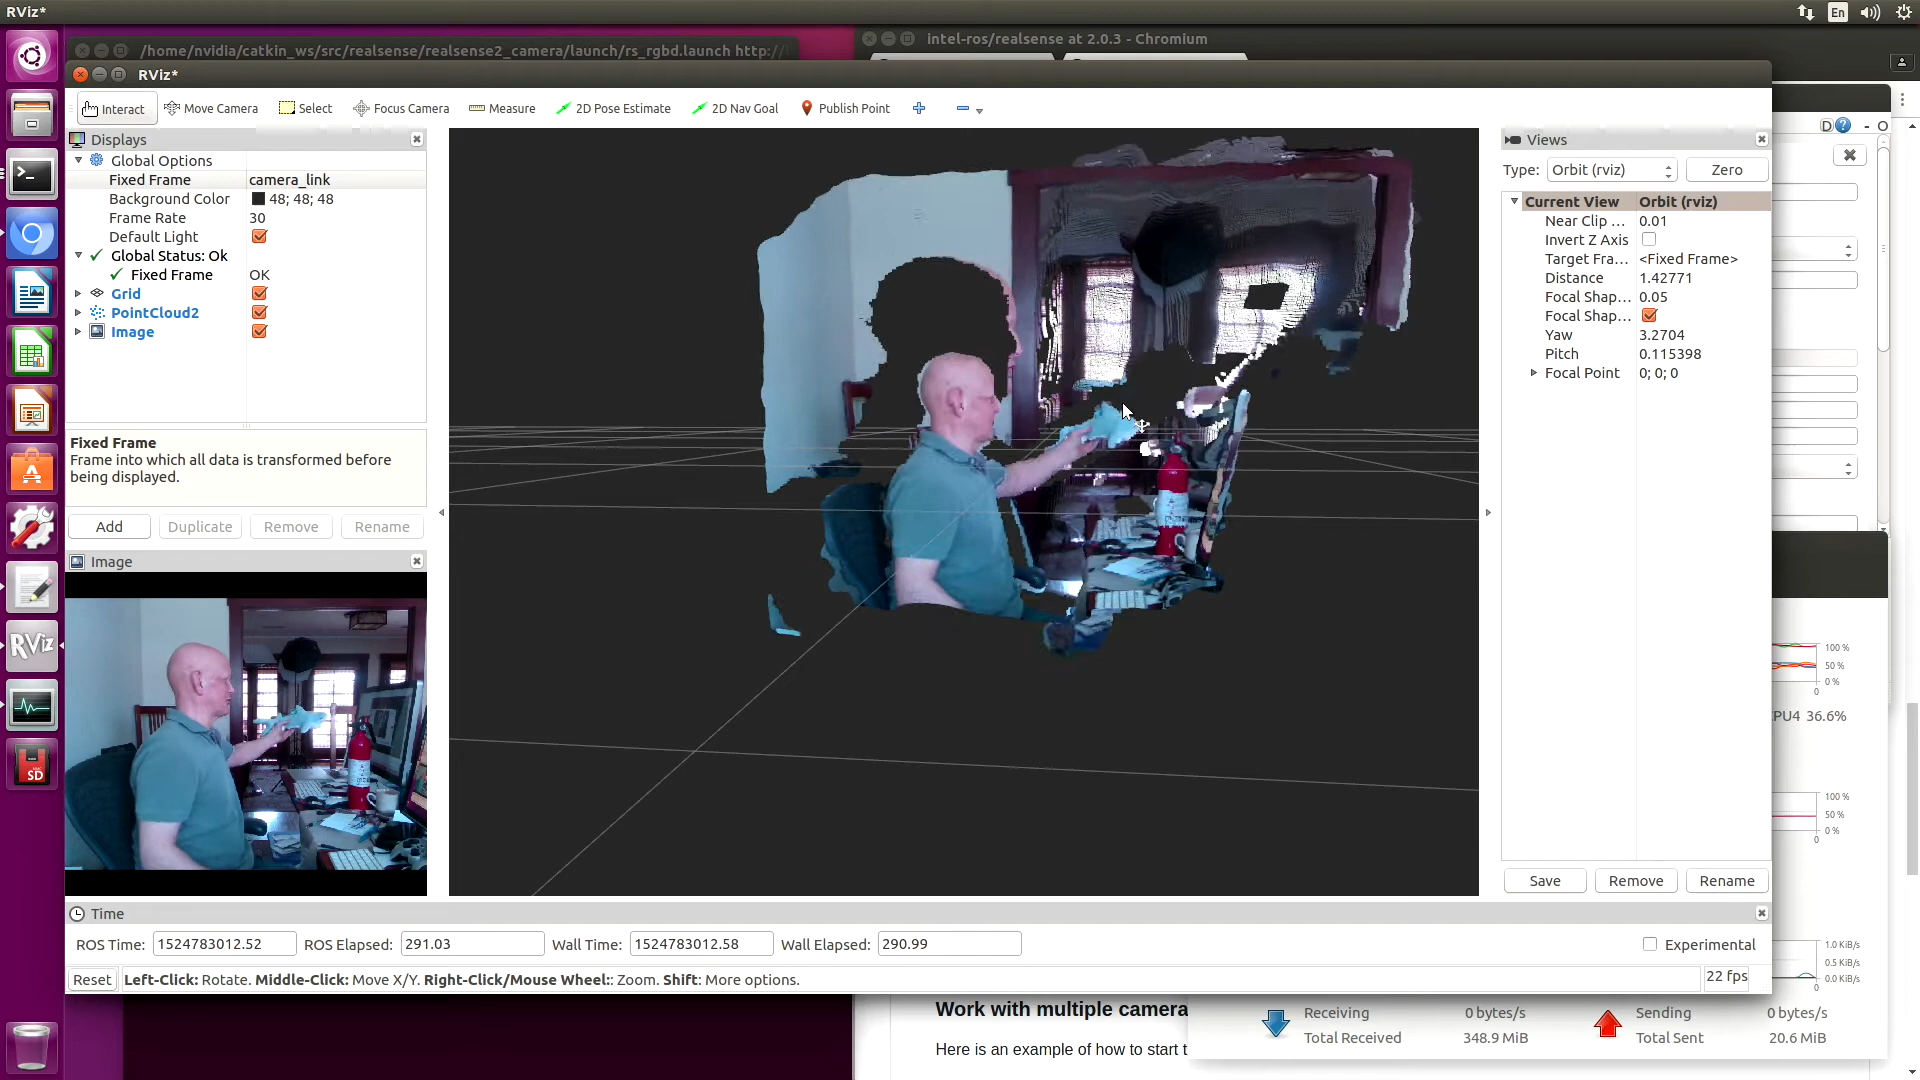 RViz*
En
/home/nvidia/catkin_ws/src/realsense/realsense2_camera/launch/rs_rgbd.launch http://
intel-ros/realsense at 2.0.3 - Chromium
RViz*
Interact
Move Camera
Select
Focus Camera
Measure
2D Pose Estimate
2D Nav Goal
Publish Point
Displays
Global Options
Fixed Frame camera_link
Background Color 48; 48; 48
Frame Rate 30
Default Light
Global Status: Ok
Fixed Frame OK
Grid
PointCloud2
Image
Fixed Frame
Frame into which all data is transformed before
being displayed.
Add Duplicate Remove Rename
Image
Views
Type: Orbit (rviz) Zero
Current View Orbit (rviz)
Near Clip ... 0.01
Invert Z Axis
Target Fra... <Fixed Frame>
Distance 1.42771
Focal Shap... 0.05
Focal Shap...
Yaw 3.2704
Pitch 0.115398
Focal Point 0; 0; 0
Save Remove Rename
D ? - O
100 %
50 %
0 %
0
CPU4 36.6%
100 %
50 %
0 %
0
1.0 KiB/s
0.5 KiB/s
0.0 KiB/s
0
RViz
SD
Time
ROS Time: 1524783012.52 ROS Elapsed: 291.03 Wall Time: 1524783012.58 Wall Elapsed: 290.99 Experimental
Reset Left-Click: Rotate. Middle-Click: Move X/Y. Right-Click/Mouse Wheel:: Zoom. Shift: More options. 22 fps
Work with multiple camera
Here is an example of how to start t
Receiving 0 bytes/s Sending 0 bytes/s
Total Received 348.9 MiB Total Sent 20.6 MiB